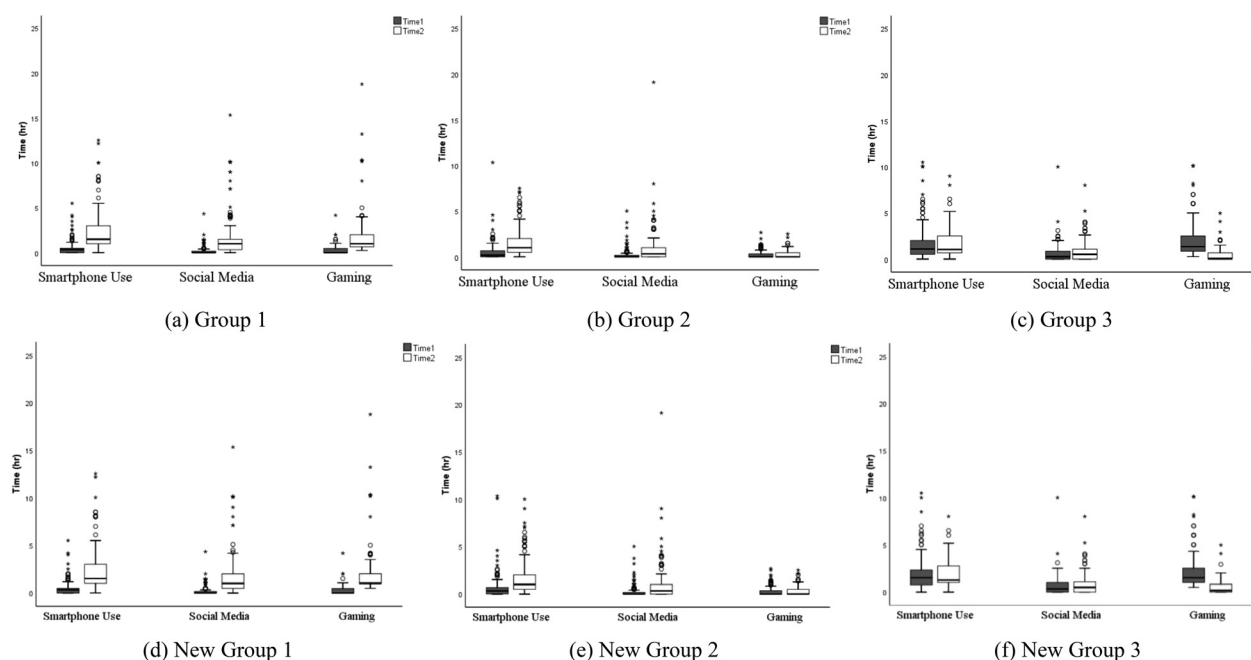 Time1
Time2
25
20
15
10
5
0
Time (hr)
Smartphone Use Social Media Gaming
(a) Group 1
Time1
Time2
25
20
15
10
5
0
Time (hr)
Smartphone Use Social Media Gaming
(b) Group 2
Time1
Time2
25
20
15
10
5
0
Time (hr)
Smartphone Use Social Media Gaming
(c) Group 3
Time1
Time2
25
20
15
10
5
0
Time (hr)
Smartphone Use Social Media Gaming
(d) New Group 1
Time1
Time2
25
20
15
10
5
0
Time (hr)
Smartphone Use Social Media Gaming
(e) New Group 2
Time1
Time2
25
20
15
10
5
0
Time (hr)
Smartphone Use Social Media Gaming
(f) New Group 3